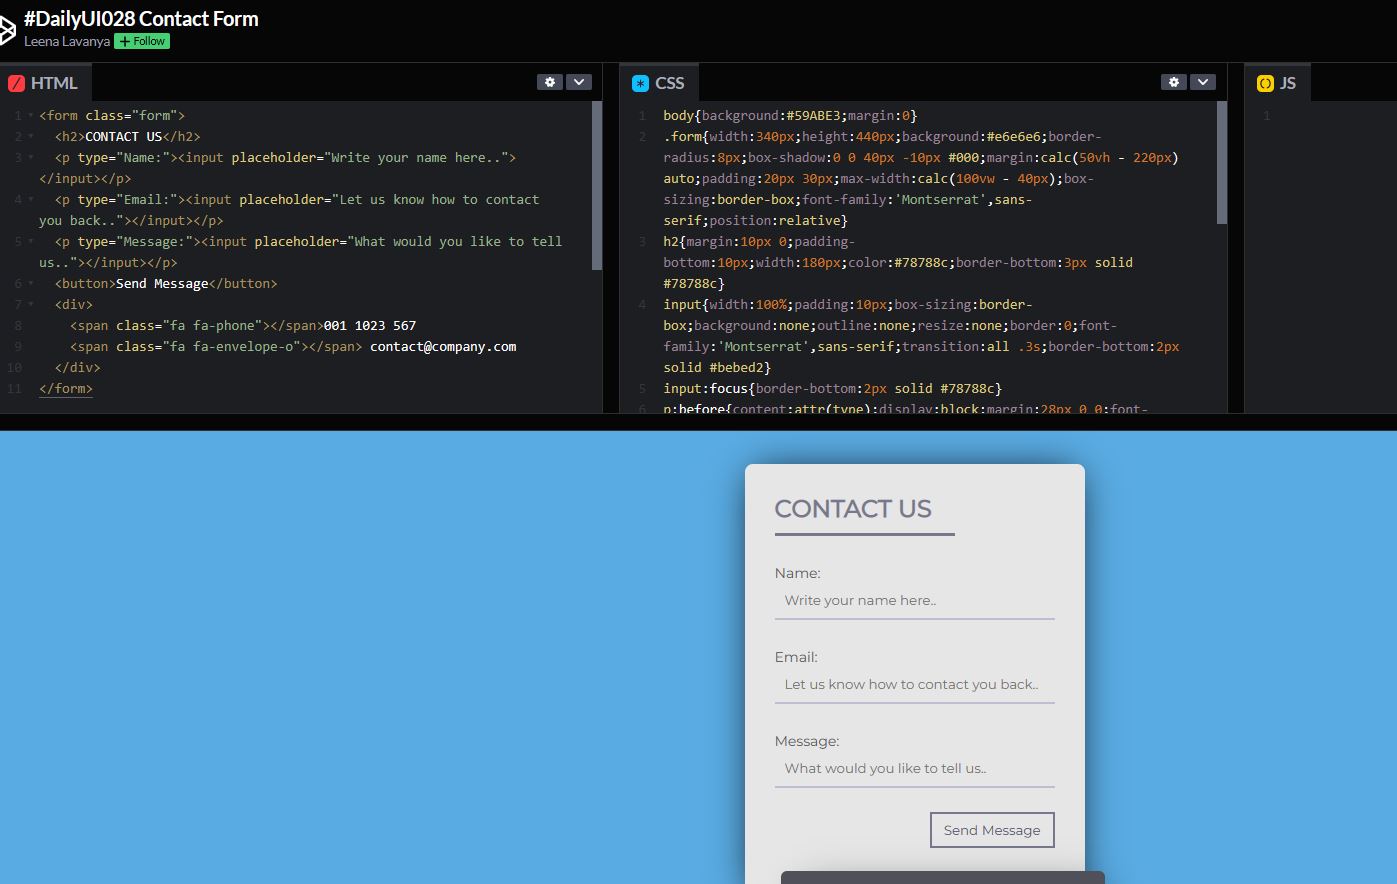 #DailyUI028 Contact Form
Leena Lavanya + Follow
HTML
1 <form class="form">
2 <h2>CONTACT US</h2>
3 <p type="Name:"><input placeholder="Write your name here..">
</input></p>
4 <p type="Email:"><input placeholder="Let us know how to contact
you back.."></input></p>
5 <p type="Message:"><input placeholder="What would you like to tell
us.."></input></p>
6 <button>Send Message</button>
7 <div>
8 <span class="fa fa-phone"></span>001 1023 567
9 <span class="fa fa-envelope-o"></span> contact@company.com
10 </div>
11 </form>
CSS
1 body{background:#59ABE3;margin:0}
2 .form{width:340px;height:440px;background:#e6e6e6;border-
radius:8px;box-shadow:0 0 40px -10px #000;margin:calc(50vh - 220px)
auto;padding:20px 30px;max-width:calc(100vw - 40px);box-
sizing:border-box;font-family:'Montserrat',sans-
serif;position:relative}
3 h2{margin:10px 0;padding-
bottom:10px;width:180px;color:#78788c;border-bottom:3px solid
#78788c}
4 input{width:100%;padding:10px;box-sizing:border-
box;background:none;outline:none;resize:none;border:0;font-
family:'Montserrat',sans-serif;transition:all .3s;border-bottom:2px
solid #bebed2}
5 input:focus{border-bottom:2px solid #78788c}
6 p:before{content:attr(type);display:block;margin:28px 0 0;font-
JS
1
CONTACT US
Name:
Write your name here..
Email:
Let us know how to contact you back..
Message:
What would you like to tell us..
Send Message